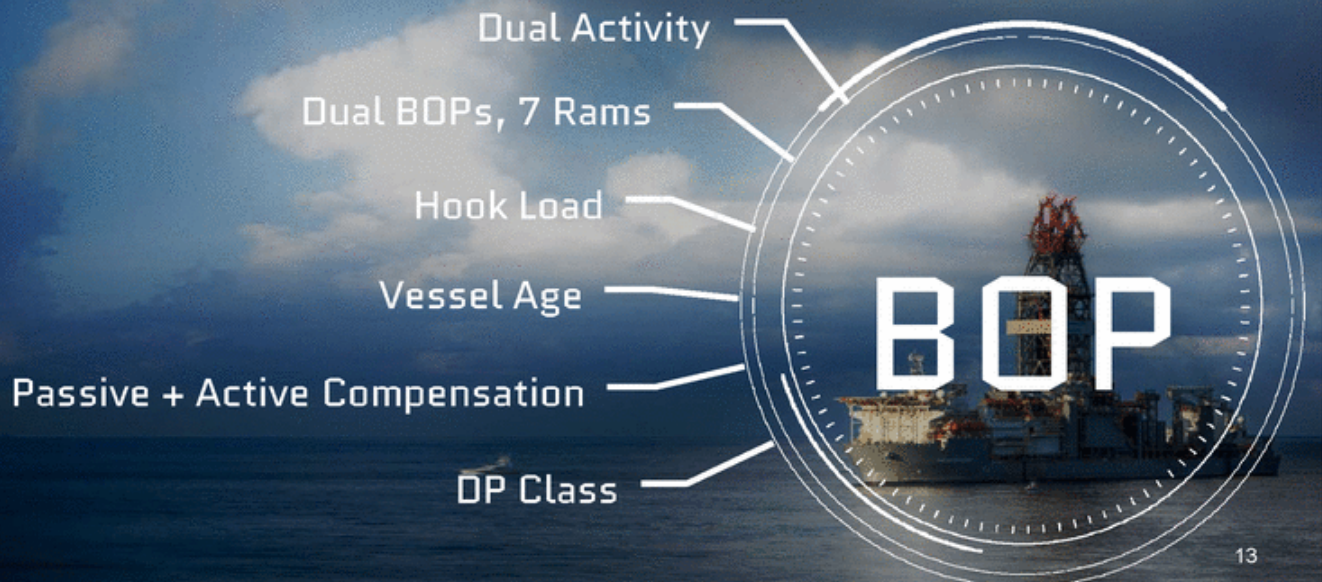 Dual Activity
Dual BOPs, 7 Rams
Hook Load
Vessel Age
BOP
Passive + Active Compensation
DP Class
13